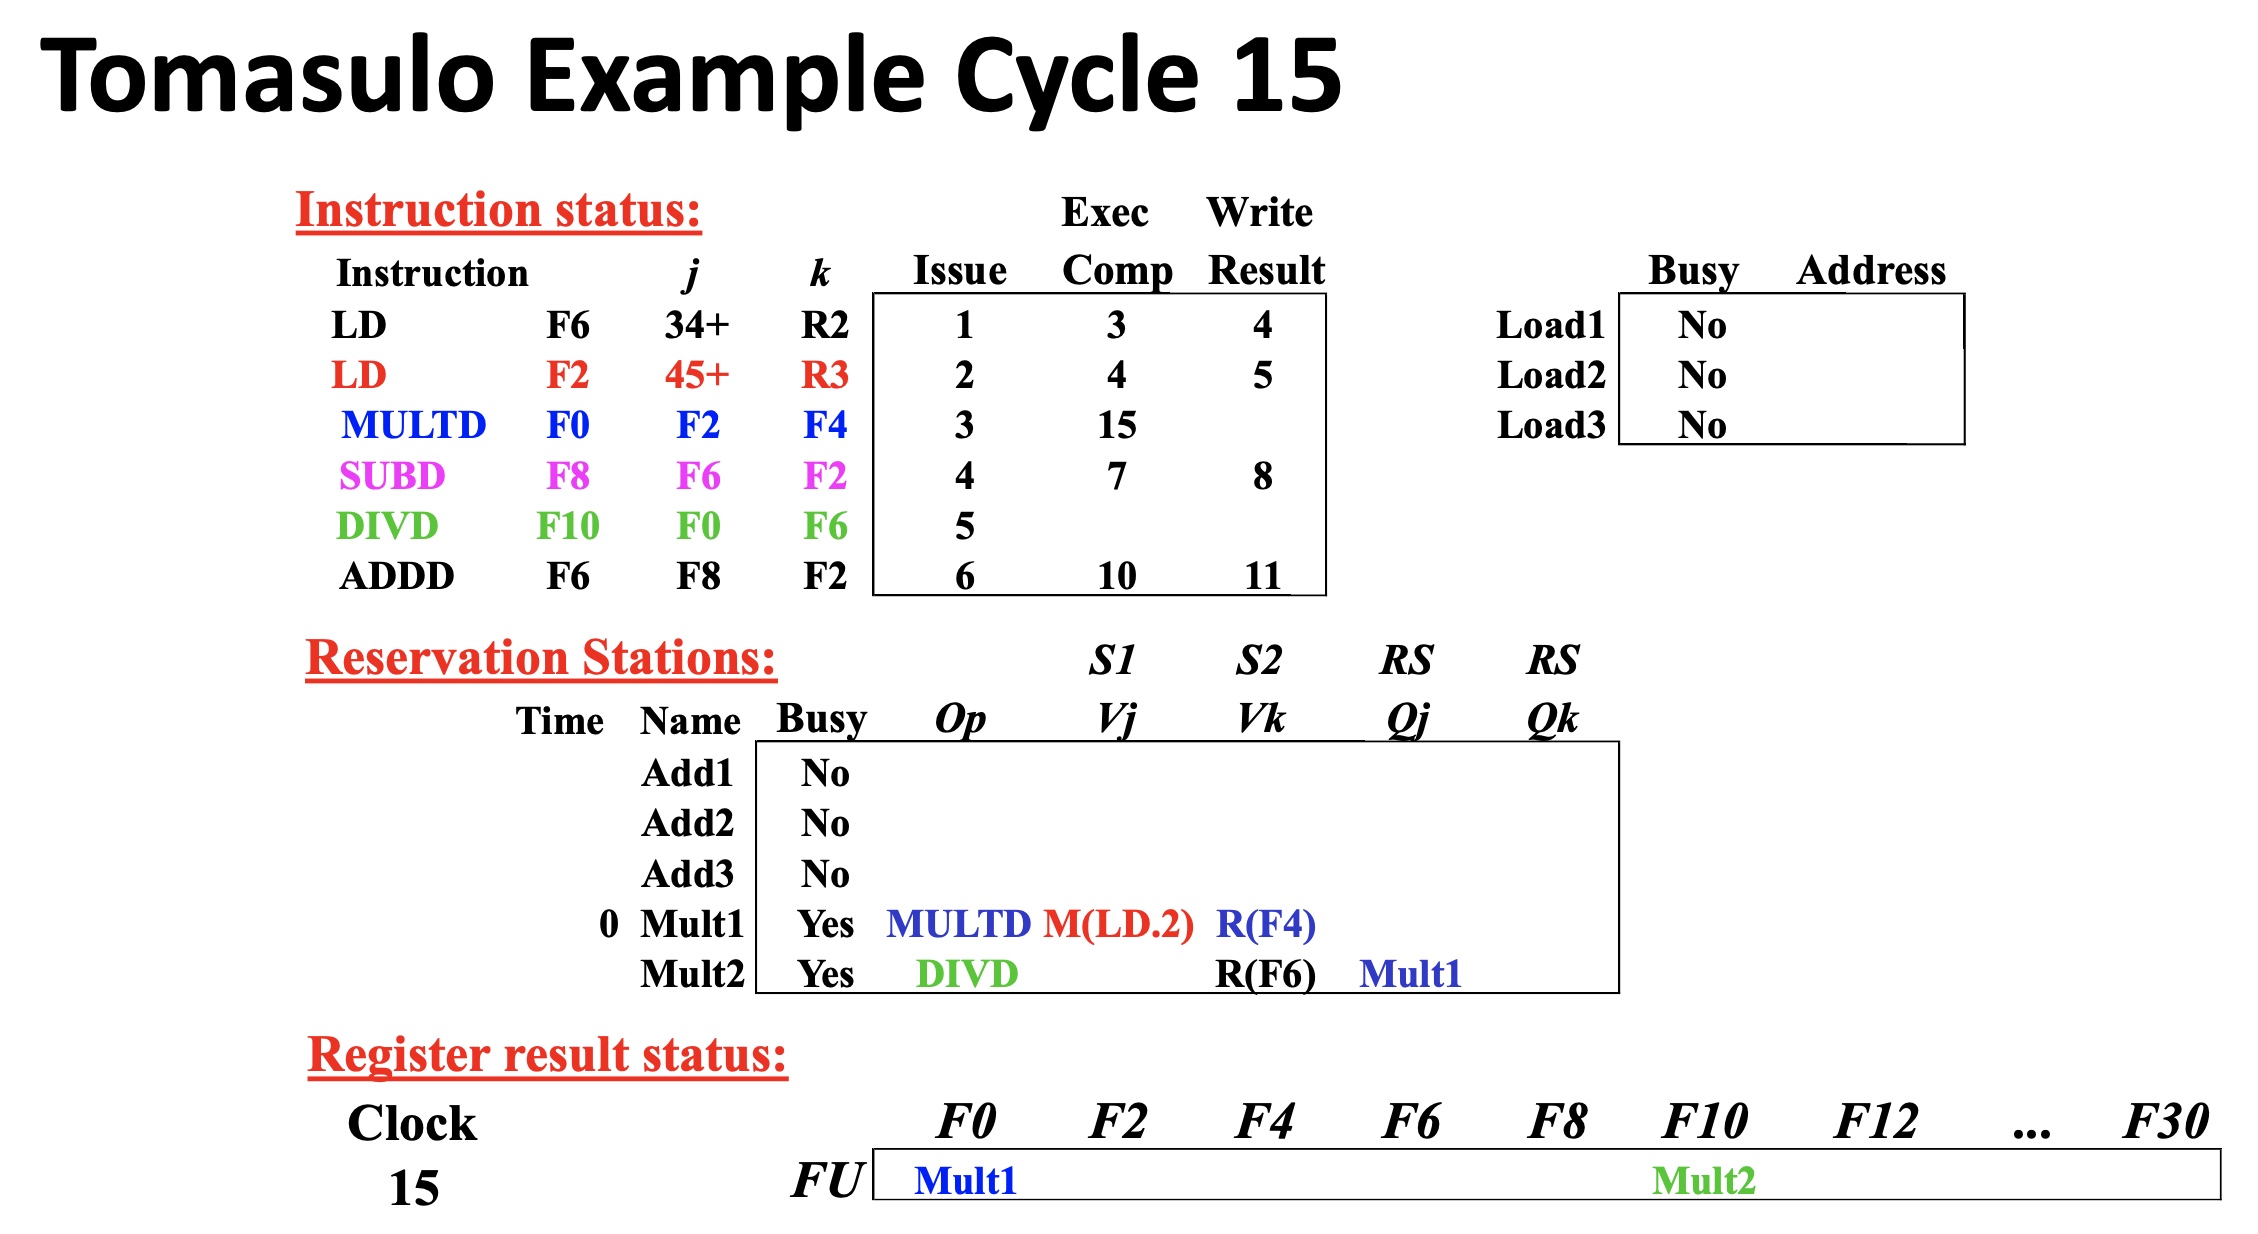 Tomasulo Example Cycle 15
Instruction status: Exec Write
Instruction j k Issue Comp Result Busy Address
LD F6 34+ R2 1 3 4 Load1 No
LD F2 45+ R3 2 4 5 Load2 No
MULTD F0 F2 F4 3 15 Load3 No
SUBD F8 F6 F2 4 7 8
DIVD F10 F0 F6 5
ADDD F6 F8 F2 6 10 11
Reservation Stations: S1 S2 RS RS
Time Name Busy Op Vj Vk Qj Qk
Add1 No
Add2 No
Add3 No
0 Mult1 Yes MULTD M(LD.2) R(F4)
Mult2 Yes DIVD R(F6) Mult1
Register result status:
Clock F0 F2 F4 F6 F8 F10 F12 ... F30
15 FU Mult1 Mult2